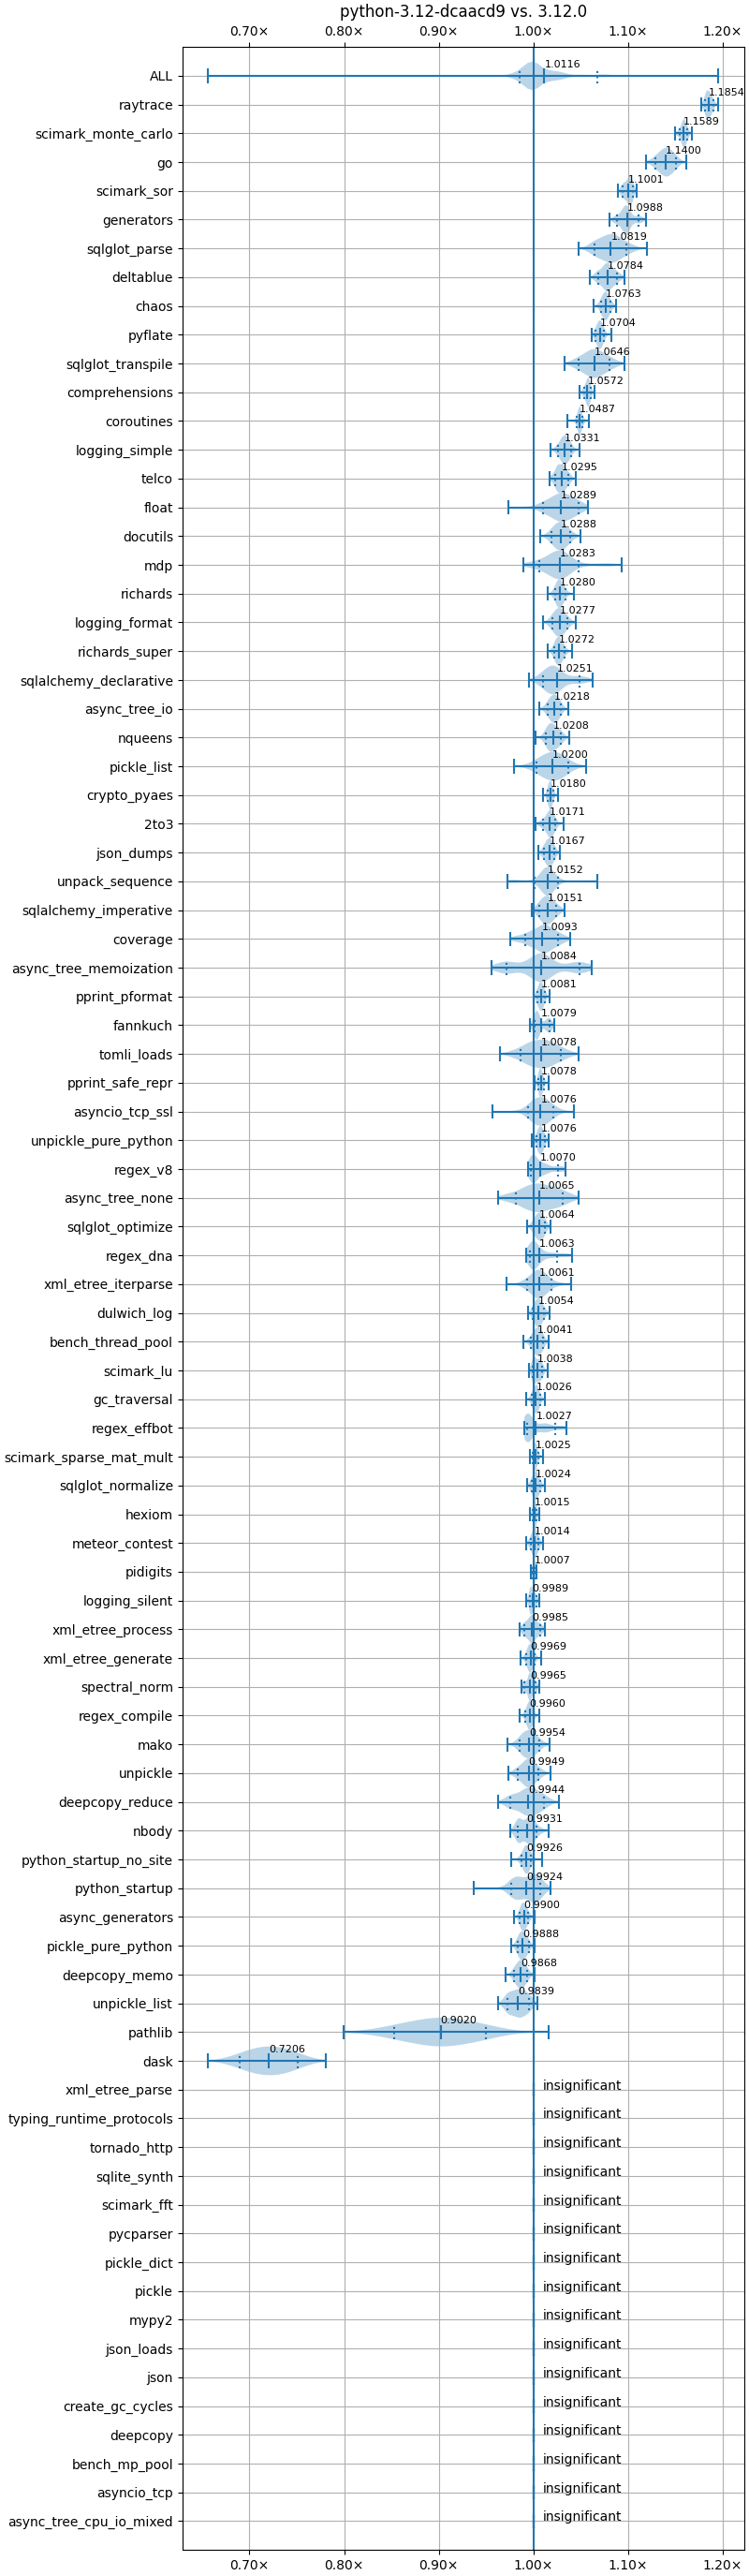 python-3.12-dcaacd9 vs. 3.12.0
0.70× 0.80× 0.90× 1.00× 1.10× 1.20×
ALL 1.0116
raytrace 1.1854
scimark_monte_carlo 1.1589
go 1.1400
scimark_sor 1.1001
generators 1.0988
sqlglot_parse 1.0819
deltablue 1.0784
chaos 1.0763
pyflate 1.0704
sqlglot_transpile 1.0646
comprehensions 1.0572
coroutines 1.0487
logging_simple 1.0331
telco 1.0295
float 1.0289
docutils 1.0288
mdp 1.0283
richards 1.0280
logging_format 1.0277
richards_super 1.0272
sqlalchemy_declarative 1.0251
async_tree_io 1.0218
nqueens 1.0208
pickle_list 1.0200
crypto_pyaes 1.0180
2to3 1.0171
json_dumps 1.0167
unpack_sequence 1.0152
sqlalchemy_imperative 1.0151
coverage 1.0093
async_tree_memoization 1.0084
pprint_pformat 1.0081
fannkuch 1.0079
tomli_loads 1.0078
pprint_safe_repr 1.0078
asyncio_tcp_ssl 1.0076
unpickle_pure_python 1.0076
regex_v8 1.0070
async_tree_none 1.0065
sqlglot_optimize 1.0064
regex_dna 1.0063
xml_etree_iterparse 1.0061
dulwich_log 1.0054
bench_thread_pool 1.0041
scimark_lu 1.0038
gc_traversal 1.0026
regex_effbot 1.0027
scimark_sparse_mat_mult 1.0025
sqlglot_normalize 1.0024
hexiom 1.0015
meteor_contest 1.0014
pidigits 1.0007
logging_silent 0.9989
xml_etree_process 0.9985
xml_etree_generate 0.9969
spectral_norm 0.9965
regex_compile 0.9960
mako 0.9954
unpickle 0.9949
deepcopy_reduce 0.9944
nbody 0.9931
python_startup_no_site 0.9926
python_startup 0.9924
async_generators 0.9900
pickle_pure_python 0.9888
deepcopy_memo 0.9868
unpickle_list 0.9839
pathlib 0.9020
dask 0.7206
xml_etree_parse insignificant
typing_runtime_protocols insignificant
tornado_http insignificant
sqlite_synth insignificant
scimark_fft insignificant
pycparser insignificant
pickle_dict insignificant
pickle insignificant
mypy2 insignificant
json_loads insignificant
json insignificant
create_gc_cycles insignificant
deepcopy insignificant
bench_mp_pool insignificant
asyncio_tcp insignificant
async_tree_cpu_io_mixed insignificant
0.70× 0.80× 0.90× 1.00× 1.10× 1.20×